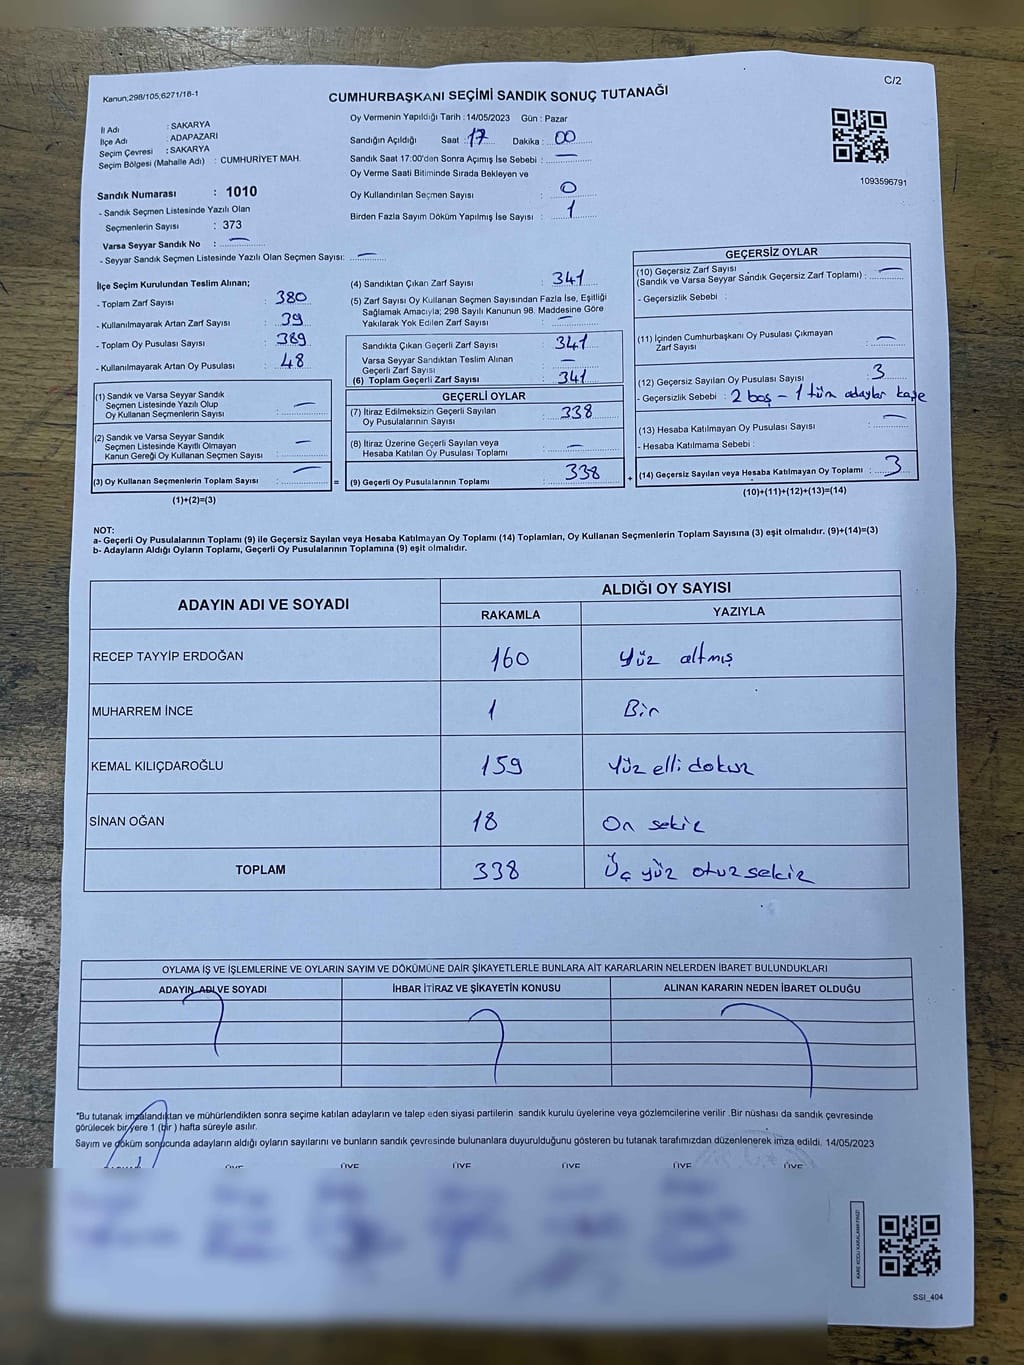 Kanun;298/105,6271/18-1
CUMHURBAŞKANI SEÇİMİ SANDIK SONUÇ TUTANAĞI
C/2
İl Adı : SAKARYA
İlçe Adı : ADAPAZARI
Seçim Çevresi : SAKARYA
Seçim Bölgesi (Mahalle Adı) : CUMHURİYET MAH.
Sandık Numarası : 1010
- Sandık Seçmen Listesinde Yazılı Olan
Seçmenlerin Sayısı : 373
Varsa Seyyar Sandık No : —
- Seyyar Sandık Seçmen Listesinde Yazılı Olan Seçmen Sayısı: —
Oy Vermenin Yapıldığı Tarih : 14/05/2023 Gün : Pazar
Sandığın Açıldığı Saat : 17 Dakika : 00
Sandık Saat 17:00'den Sonra Açımış İse Sebebi : —
Oy Verme Saati Bitiminde Sırada Bekleyen ve
Oy Kullandırılan Seçmen Sayısı : 0
Birden Fazla Sayım Döküm Yapılmış İse Sayısı : 1
1093596791
İlçe Seçim Kurulundan Teslim Alınan;
- Toplam Zarf Sayısı : 380
- Kullanılmayarak Artan Zarf Sayısı : 39
- Toplam Oy Pusulası Sayısı : 389
- Kullanılmayarak Artan Oy Pusulası : 48
(1) Sandık ve Varsa Seyyar Sandık
Seçmen Listesinde Yazılı Olup
Oy Kullanan Seçmenlerin Sayısı : —
(2) Sandık ve Varsa Seyyar Sandık
Seçmen Listesinde Kayıtlı Olmayan
Kanun Gereği Oy Kullanan Seçmen Sayısı : —
(3) Oy Kullanan Seçmenlerin Toplam Sayısı : —
(1)+(2)=(3)
=
(4) Sandıktan Çıkan Zarf Sayısı : 341
(5) Zarf Sayısı Oy Kullanan Seçmen Sayısından Fazla İse, Eşitliği
Sağlamak Amacıyla; 298 Sayılı Kanunun 98. Maddesine Göre
Yakılarak Yok Edilen Zarf Sayısı : —
Sandıkta Çıkan Geçerli Zarf Sayısı : 341
Varsa Seyyar Sandıktan Teslim Alınan
Geçerli Zarf Sayısı : —
(6) Toplam Geçerli Zarf Sayısı : 341
GEÇERLİ OYLAR
(7) İtiraz Edilmeksizin Geçerli Sayılan
Oy Pusulalarının Sayısı : 338
(8) İtiraz Üzerine Geçerli Sayılan veya
Hesaba Katılan Oy Pusulası Toplamı : —
(9) Geçerli Oy Pusulalarının Toplamı : 338
+
GEÇERSİZ OYLAR
(10) Geçersiz Zarf Sayısı
(Sandık ve Varsa Seyyar Sandık Geçersiz Zarf Toplamı) : —
- Geçersizlik Sebebi :
(11) İçinden Cumhurbaşkanı Oy Pusulası Çıkmayan
Zarf Sayısı : —
(12) Geçersiz Sayılan Oy Pusulası Sayısı : 3
- Geçersizlik Sebebi : 2 boş – 1 tüm adaylar kaşe
(13) Hesaba Katılmayan Oy Pusulası Sayısı : —
- Hesaba Katılmama Sebebi :
(14) Geçersiz Sayılan veya Hesaba Katılmayan Oy Toplamı : 3
(10)+(11)+(12)+(13)=(14)
NOT:
a- Geçerli Oy Pusulalarının Toplamı (9) ile Geçersiz Sayılan veya Hesaba Katılmayan Oy Toplamı (14) Toplamları, Oy Kullanan Seçmenlerin Toplam Sayısına (3) eşit olmalıdır. (9)+(14)=(3)
b- Adayların Aldığı Oyların Toplamı, Geçerli Oy Pusulalarının Toplamına (9) eşit olmalıdır.
ADAYIN ADI VE SOYADI
ALDIĞI OY SAYISI
RAKAMLA YAZIYLA
RECEP TAYYİP ERDOĞAN 160 Yüz altmış
MUHARREM İNCE 1 Bir
KEMAL KILIÇDAROĞLU 159 Yüz elli dokuz
SİNAN OĞAN 18 On sekiz
TOPLAM 338 Üç yüz otuz sekiz
OYLAMA İŞ VE İŞLEMLERİNE VE OYLARIN SAYIM VE DÖKÜMÜNE DAİR ŞİKAYETLERLE BUNLARA AİT KARARLARIN NELERDEN İBARET BULUNDUKLARI
ADAYIN ADI VE SOYADI İHBAR İTİRAZ VE ŞİKAYETİN KONUSU ALINAN KARARIN NEDEN İBARET OLDUĞU
"Bu tutanak imzalandıktan ve mühürlendikten sonra seçime katılan adayların ve talep eden siyasi partilerin sandık kurulu üyelerine veya gözlemcilerine verilir .Bir nüshası da sandık çevresinde
görülecek bir yere 1 (bir ) hafta süreyle asılır.
Sayım ve döküm sonucunda adayların aldığı oyların sayılarını ve bunların sandık çevresinde bulunanlara duyurulduğunu gösteren bu tutanak tarafımızdan düzenlenerek imza edildi. 14/05/2023
ÜYE ÜYE ÜYE ÜYE ÜYE ÜYE
KARE KODU KARALAMAYINIZ!
SSI_404